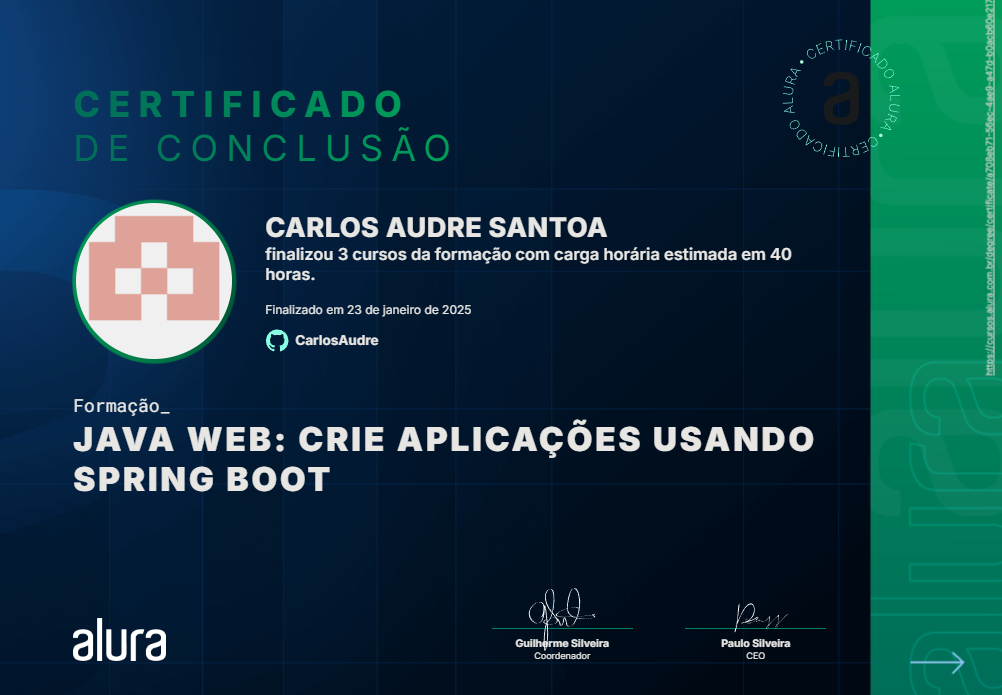 CERTIFICADO
DE CONCLUSÃO
CERTIFICADO ALURA • CERTIFICADO ALURA •
a
CARLOS AUDRE SANTOA
finalizou 3 cursos da formação com carga horária estimada em 40
horas.
Finalizado em 23 de janeiro de 2025
CarlosAudre
Formação_
JAVA WEB: CRIE APLICAÇÕES USANDO
SPRING BOOT
alura
Guilherme Silveira
Coordenador
Paulo Silveira
CEO
alura